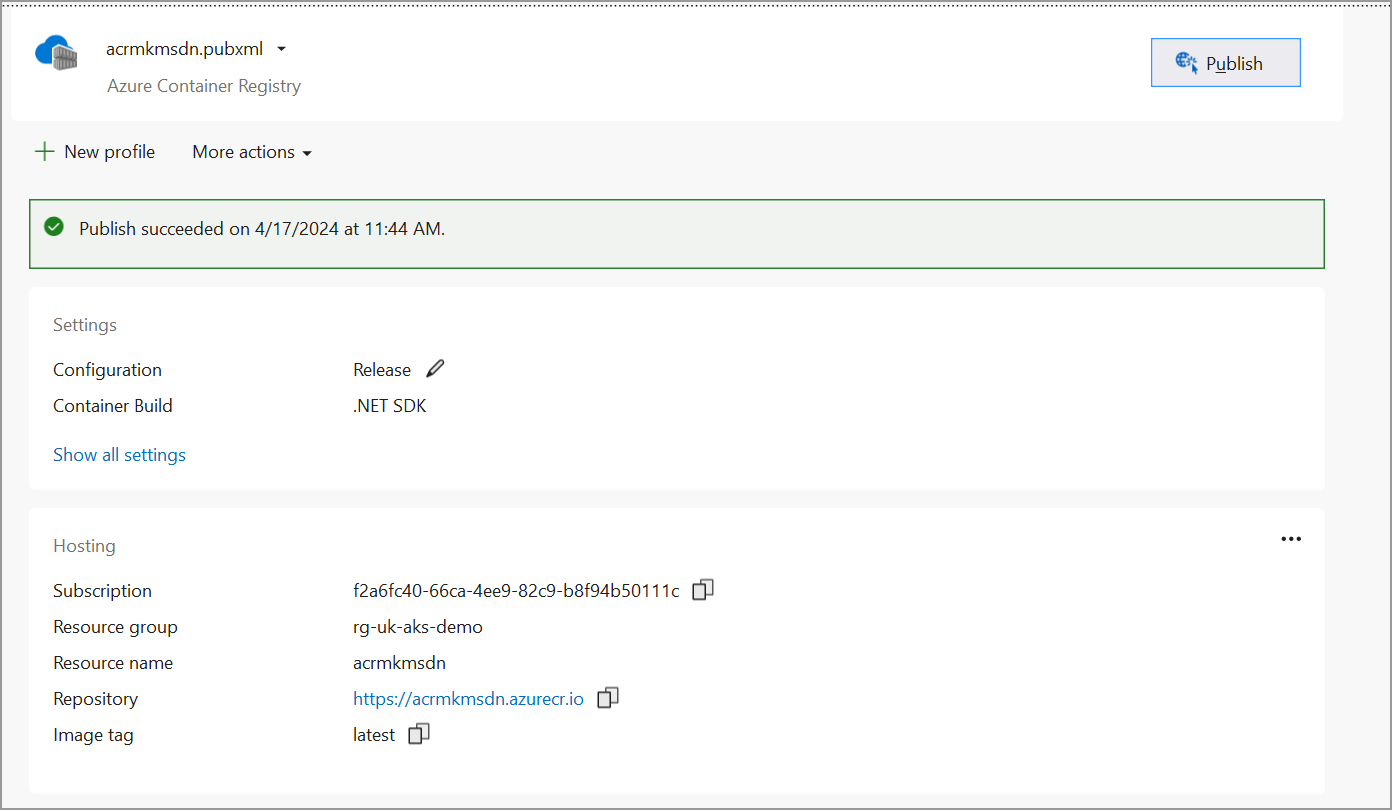 acrmkmsdn.pubxml
Azure Container Registry
Publish
New profile
More actions
Publish succeeded on 4/17/2024 at 11:44 AM.
Settings
Configuration Release
Container Build .NET SDK
Show all settings
Hosting
Subscription f2a6fc40-66ca-4ee9-82c9-b8f94b50111c
Resource group rg-uk-aks-demo
Resource name acrmkmsdn
Repository https://acrmkmsdn.azurecr.io
Image tag latest